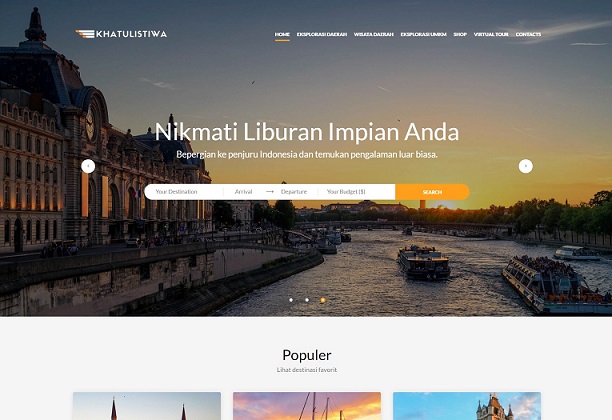 KHATULISTIWA
HOME EKSPLORASI DAERAH WISATA DAERAH EKSPLORASI UMKM SHOP VIRTUAL TOUR CONTACTS
Nikmati Liburan Impian Anda
Bepergian ke penjuru Indonesia dan temukan pengalaman luar biasa.
Your Destination Arrival → Departure Your Budget ($) SEARCH
Populer
Lihat destinasi favorit